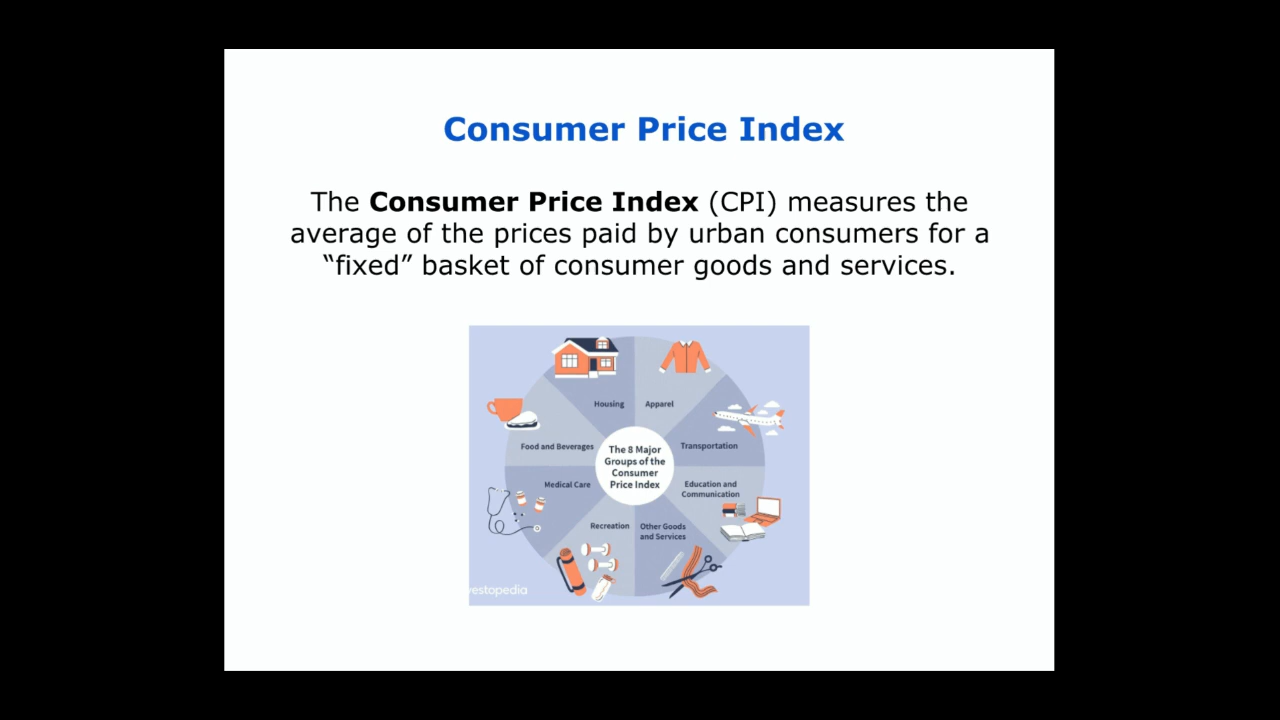 Consumer Price Index
The Consumer Price Index (CPI) measures the
average of the prices paid by urban consumers for a
“fixed” basket of consumer goods and services.
Housing
Apparel
Food and Beverages
Transportation
The 8 Major
Groups of the
Consumer
Price Index
Medical Care
Education and
Communication
Recreation
Other Goods
and Services
vestopedia